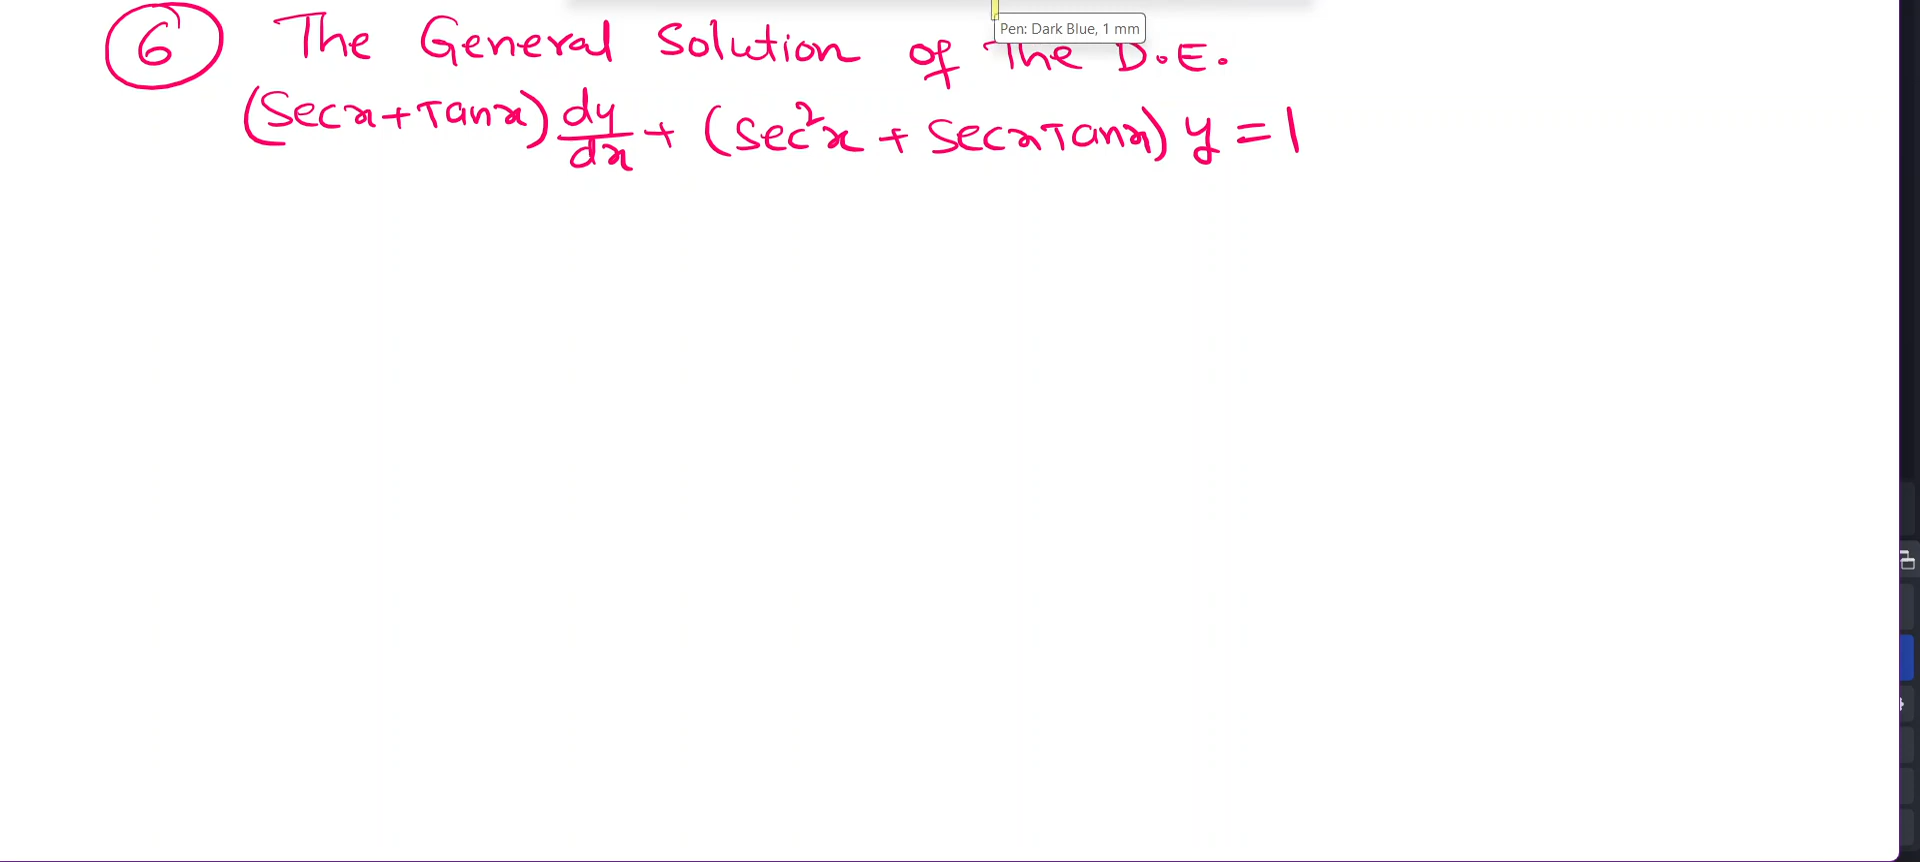 6 The General Solution of The D.E.
Pen: Dark Blue, 1 mm
(Secx+Tanx) dy/dx + (Sec²x + SecxTanx) y = 1